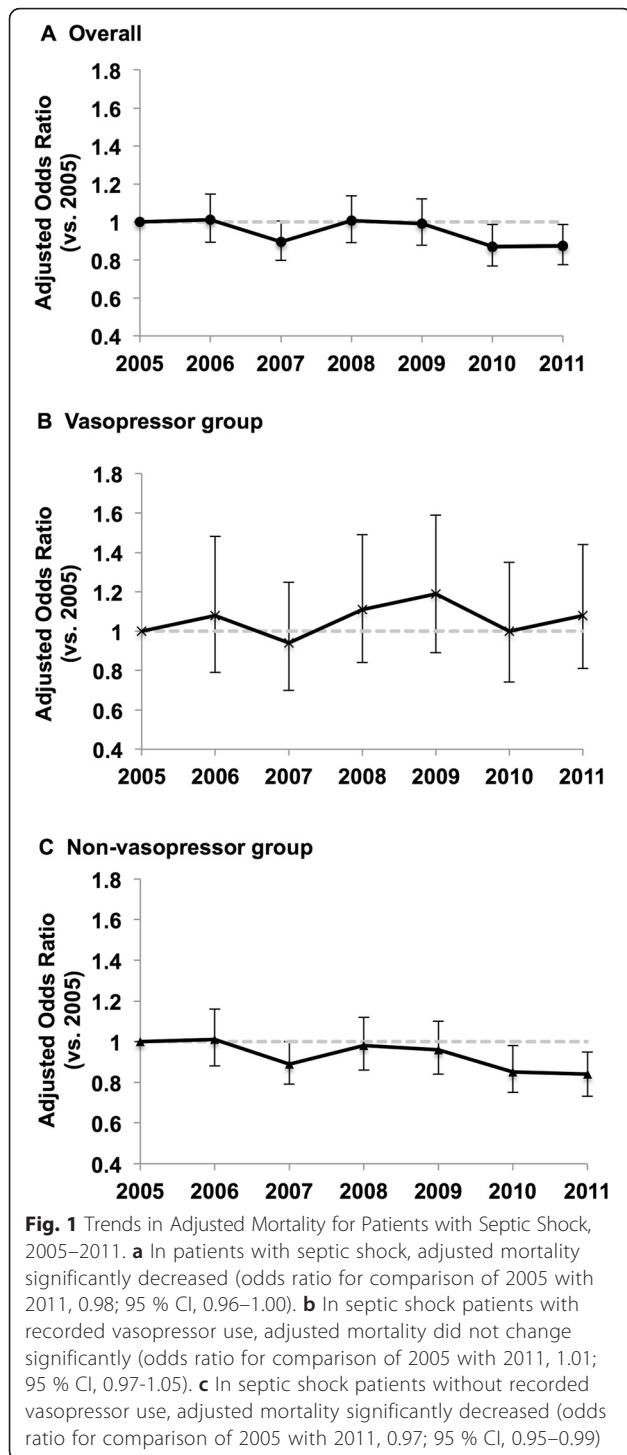 A Overall
Adjusted Odds Ratio
(vs. 2005)
1.8
1.6
1.4
1.2
1
0.8
0.6
0.4
2005 2006 2007 2008 2009 2010 2011
B Vasopressor group
Adjusted Odds Ratio
(vs. 2005)
1.8
1.6
1.4
1.2
1
0.8
0.6
0.4
2005 2006 2007 2008 2009 2010 2011
C Non-vasopressor group
Adjusted Odds Ratio
(vs. 2005)
1.8
1.6
1.4
1.2
1
0.8
0.6
0.4
2005 2006 2007 2008 2009 2010 2011
Fig. 1 Trends in Adjusted Mortality for Patients with Septic Shock,
2005–2011. a In patients with septic shock, adjusted mortality
significantly decreased (odds ratio for comparison of 2005 with
2011, 0.98; 95 % CI, 0.96–1.00). b In septic shock patients with
recorded vasopressor use, adjusted mortality did not change
significantly (odds ratio for comparison of 2005 with 2011, 1.01;
95 % CI, 0.97-1.05). c In septic shock patients without recorded
vasopressor use, adjusted mortality significantly decreased (odds
ratio for comparison of 2005 with 2011, 0.97; 95 % CI, 0.95–0.99)